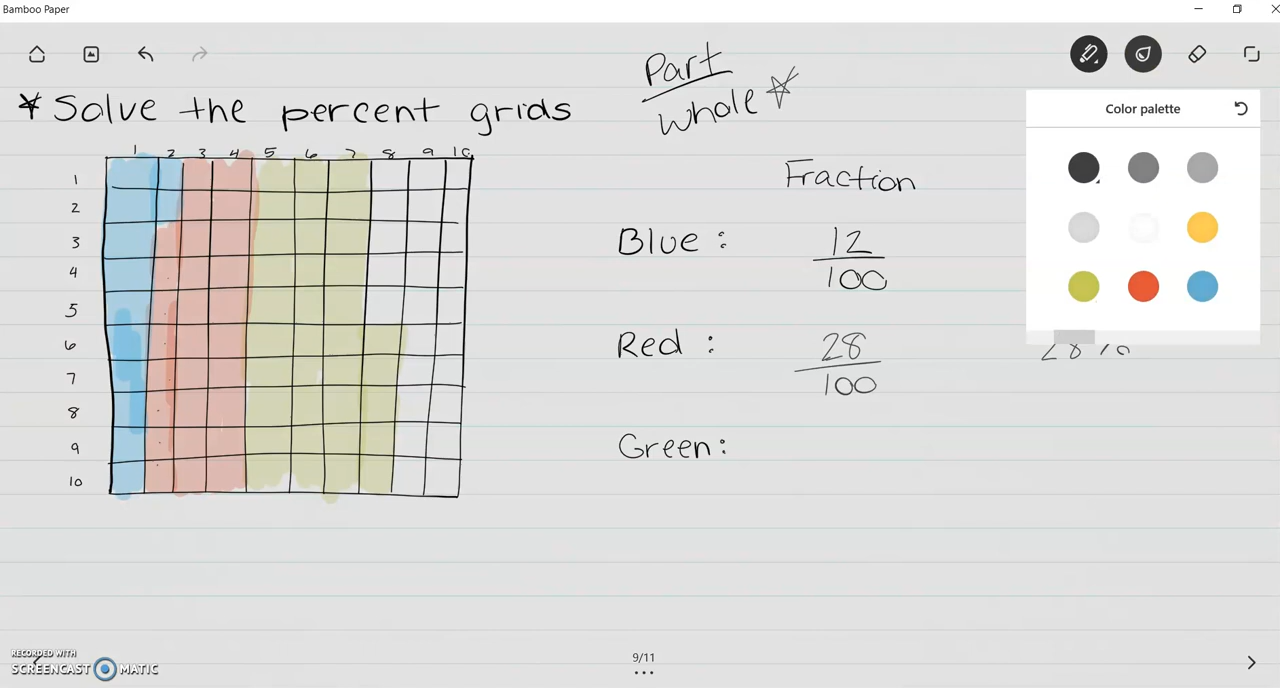 Bamboo Paper
Part
whole
Solve the percent grids
Color palette
1 2 3 4 5 6 7 8 9 10
1
2
3
4
5
6
7
8
9
10
Fraction
Blue : 12
100
Red : 28
100
28%
Green:
RECORDED WITH
SCREENCAST MATIC
9/11